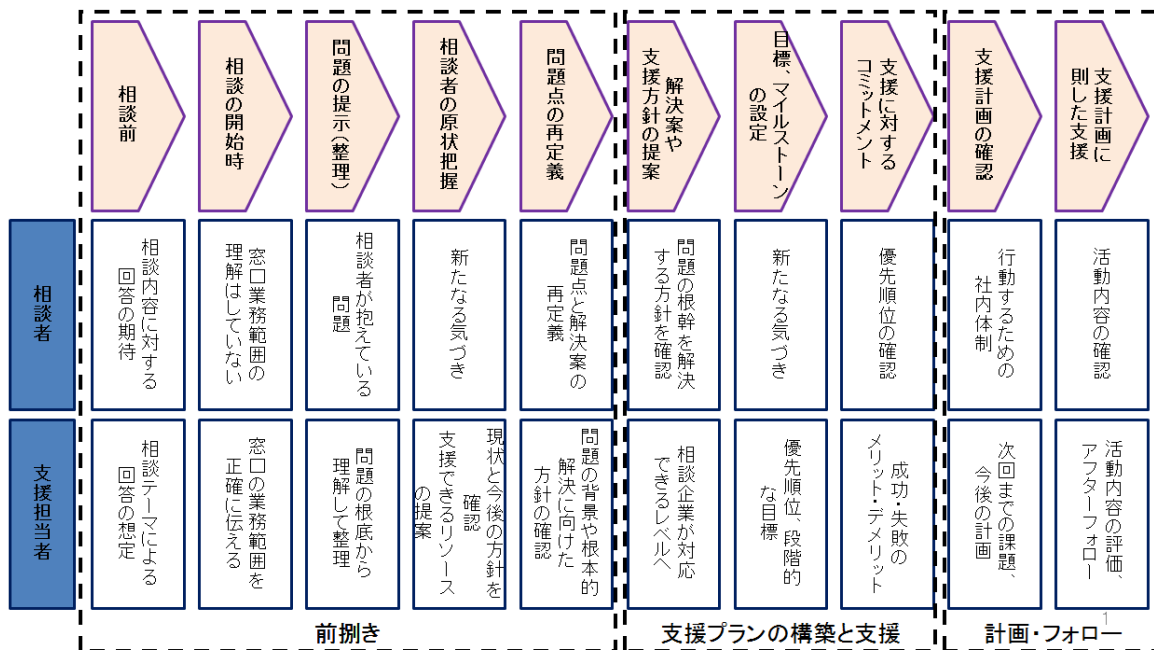 相談前
相談の開始時
問題の提示（整理）
相談者の原状把握
問題点の再定義
解決案や
支援方針の提案
目標、マイルストーン
の設定
支援に対する
コミットメント
支援計画の確認
支援計画に
則した支援
相談者
相談内容に対する
回答の期待
窓口業務範囲の
理解はしていない
相談者が抱えている
問題
新たなる気づき
問題点と解決案の
再定義
問題の根幹を解決
する方針を確認
新たなる気づき
優先順位の確認
行動するための
社内体制
活動内容の確認
支援担当者
相談テーマによる
回答の想定
窓口の業務範囲を
正確に伝える
問題の根底から
理解して整理
現状と今後の方針を
確認
支援できるリソース
の提案
問題の背景や根本的
解決に向けた
方針の確認
相談企業が対応
できるレベルへ
優先順位、段階的
な目標
成功・失敗の
メリット・デメリット
次回までの課題、
今後の計画
活動内容の評価、
アフターフォロー
1
前捌き
支援プランの構築と支援
計画・フォロー